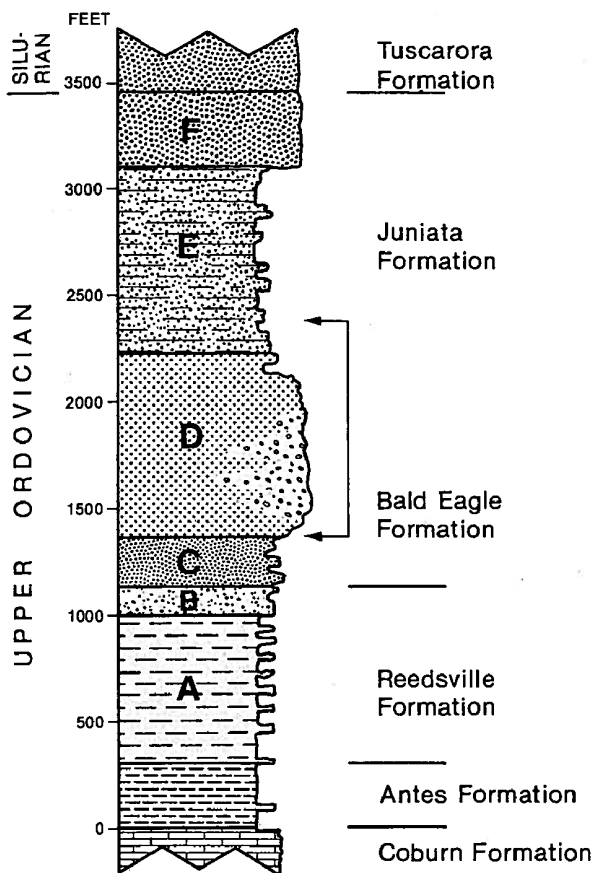 FEET
SILU-
RIAN
UPPER ORDOVICIAN
3500
3000
2500
2000
1500
1000
500
0
F
E
D
C
B
A
Tuscarora
Formation
Juniata
Formation
Bald Eagle
Formation
Reedsville
Formation
Antes Formation
Coburn Formation